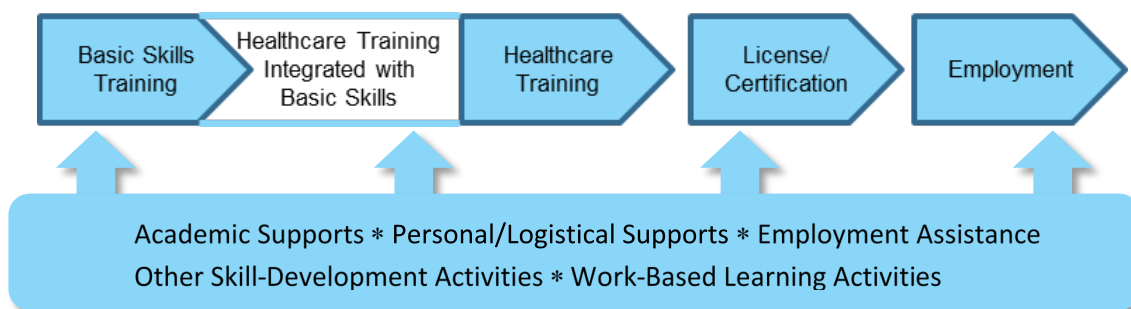 Basic Skills
Training
Healthcare Training
Integrated with
Basic Skills
Healthcare
Training
License/
Certification
Employment
Academic Supports * Personal/Logistical Supports * Employment Assistance
Other Skill-Development Activities * Work-Based Learning Activities